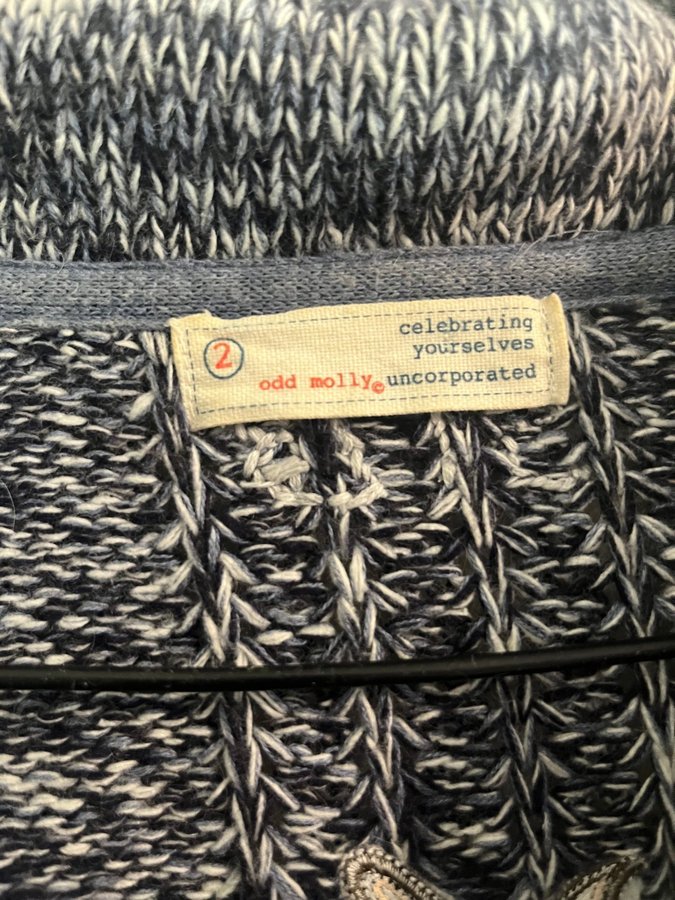 2
celebrating
yourselves
odd molly© uncorporated